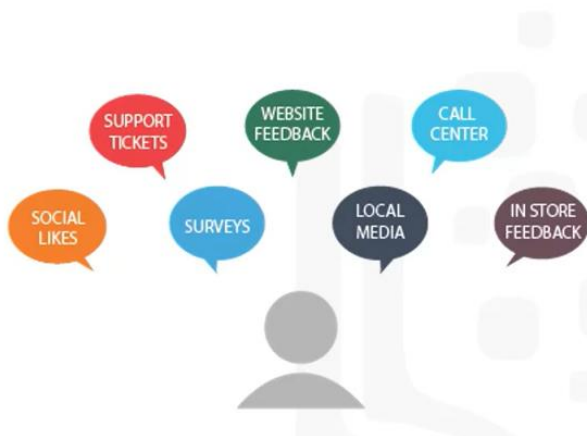 SUPPORT
TICKETS
WEBSITE
FEEDBACK
CALL
CENTER
SOCIAL
LIKES
SURVEYS
LOCAL
MEDIA
IN STORE
FEEDBACK